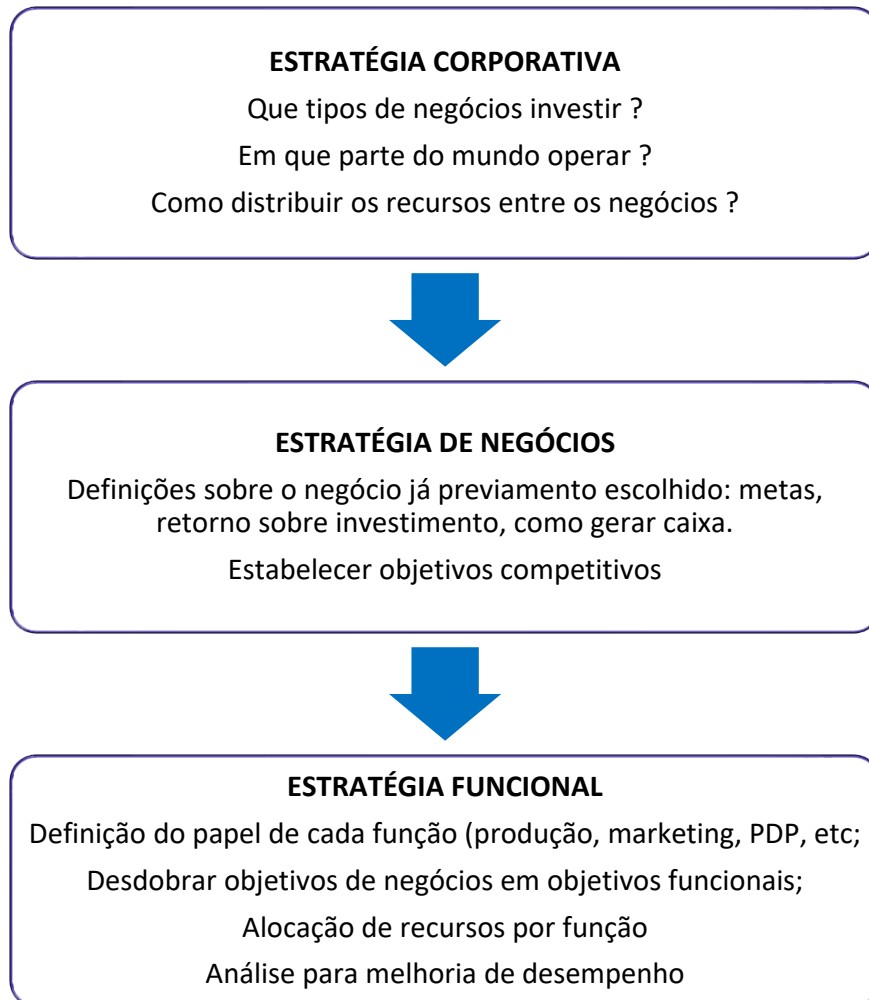 ESTRATÉGIA CORPORATIVA
Que tipos de negócios investir ?
Em que parte do mundo operar ?
Como distribuir os recursos entre os negócios ?
ESTRATÉGIA DE NEGÓCIOS
Definições sobre o negócio já previamento escolhido: metas,
retorno sobre investimento, como gerar caixa.
Estabelecer objetivos competitivos
ESTRATÉGIA FUNCIONAL
Definição do papel de cada função (produção, marketing, PDP, etc;
Desdobrar objetivos de negócios em objetivos funcionais;
Alocação de recursos por função
Análise para melhoria de desempenho